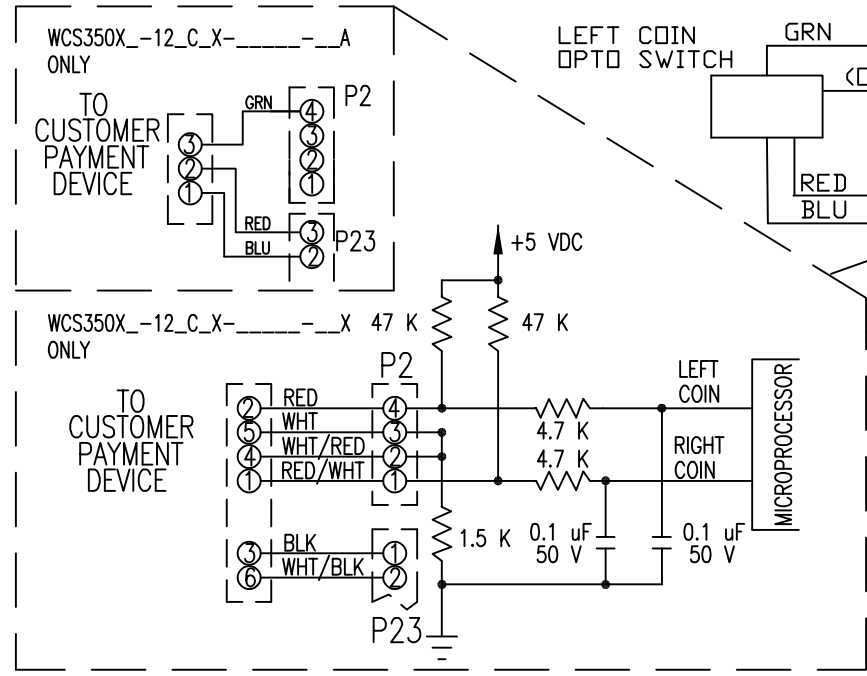 WCS350X_-12_C_X-_____-__A
ONLY
TO
CUSTOMER
PAYMENT
DEVICE
3
2
1
GRN
RED
BLU
P2
4
3
2
1
P23
3
2
LEFT COIN
OPTO SWITCH
GRN
RED
BLU
+5 VDC
WCS350X_-12_C_X-_____-__X
ONLY
47 K
47 K
TO
CUSTOMER
PAYMENT
DEVICE
P2
2 RED 4
5 WHT 3
4 WHT/RED 2
1 RED/WHT 1
3 BLK 1
6 WHT/BLK 2
P23
4.7 K
4.7 K
1.5 K
0.1 uF
50 V
0.1 uF
50 V
LEFT
COIN
RIGHT
COIN
MICROPROCESSOR